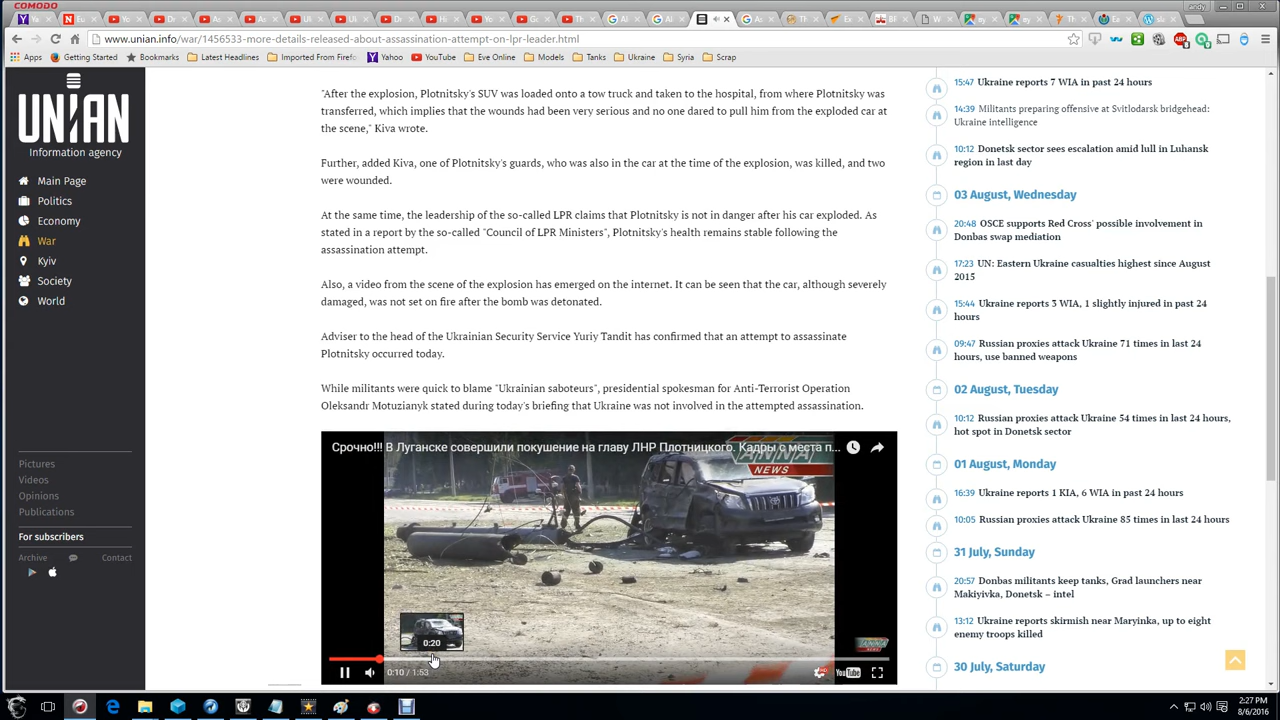 COMODO
andy
www.unian.info/war/1456533-more-details-released-about-assassination-attempt-on-lpr-leader.html
Apps Getting Started Bookmarks Latest Headlines Imported From Firefo Yahoo YouTube Eve Online Models Tanks Ukraine Syria Scrap
UNIAN
Information agency
Main Page
Politics
Economy
War
Kyiv
Society
World
Pictures
Videos
Opinions
Publications
For subscribers
Archive Contact
"After the explosion, Plotnitsky's SUV was loaded onto a tow truck and taken to the hospital, from where Plotnitsky was
transferred, which implies that the wounds had been very serious and no one dared to pull him from the exploded car at
the scene," Kiva wrote.
Further, added Kiva, one of Plotnitsky's guards, who was also in the car at the time of the explosion, was killed, and two
were wounded.
At the same time, the leadership of the so-called LPR claims that Plotnitsky is not in danger after his car exploded. As
stated in a report by the so-called "Council of LPR Ministers", Plotnitsky's health remains stable following the
assassination attempt.
Also, a video from the scene of the explosion has emerged on the internet. It can be seen that the car, although severely
damaged, was not set on fire after the bomb was detonated.
Adviser to the head of the Ukrainian Security Service Yuriy Tandit has confirmed that an attempt to assassinate
Plotnitsky occurred today.
While militants were quick to blame "Ukrainian saboteurs", presidential spokesman for Anti-Terrorist Operation
Oleksandr Motuzianyk stated during today's briefing that Ukraine was not involved in the attempted assassination.
Срочно!!! В Луганске совершили покушение на главу ЛНР Плотницкого. Кадры с места п...
ANNA
NEWS
0:20
0:10 / 1:53
YouTube
15:47 Ukraine reports 7 WIA in past 24 hours
14:39 Militants preparing offensive at Svitlodarsk bridgehead:
Ukraine intelligence
10:12 Donetsk sector sees escalation amid lull in Luhansk
region in last day
03 August, Wednesday
20:48 OSCE supports Red Cross' possible involvement in
Donbas swap mediation
17:23 UN: Eastern Ukraine casualties highest since August
2015
15:44 Ukraine reports 3 WIA, 1 slightly injured in past 24
hours
09:47 Russian proxies attack Ukraine 71 times in last 24
hours, use banned weapons
02 August, Tuesday
10:12 Russian proxies attack Ukraine 54 times in last 24 hours,
hot spot in Donetsk sector
01 August, Monday
16:39 Ukraine reports 1 KIA, 6 WIA in past 24 hours
10:05 Russian proxies attack Ukraine 85 times in last 24 hours
31 July, Sunday
20:57 Donbas militants keep tanks, Grad launchers near
Makiyivka, Donetsk – intel
13:12 Ukraine reports skirmish near Maryinka, up to eight
enemy troops killed
30 July, Saturday
2:27 PM
8/6/2016